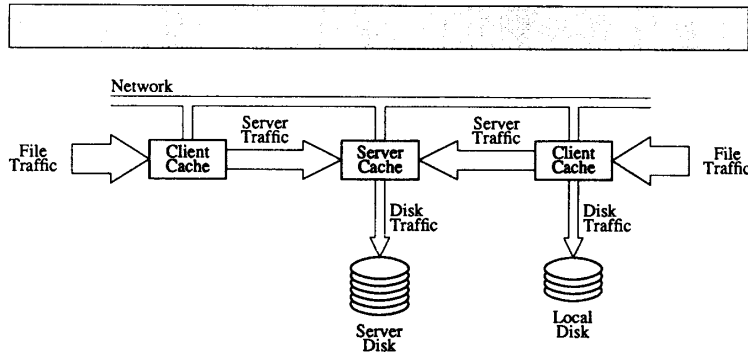 Network
File
Traffic
Client
Cache
Server
Traffic
Server
Cache
Server
Traffic
Client
Cache
File
Traffic
Disk
Traffic
Disk
Traffic
Server
Disk
Local
Disk